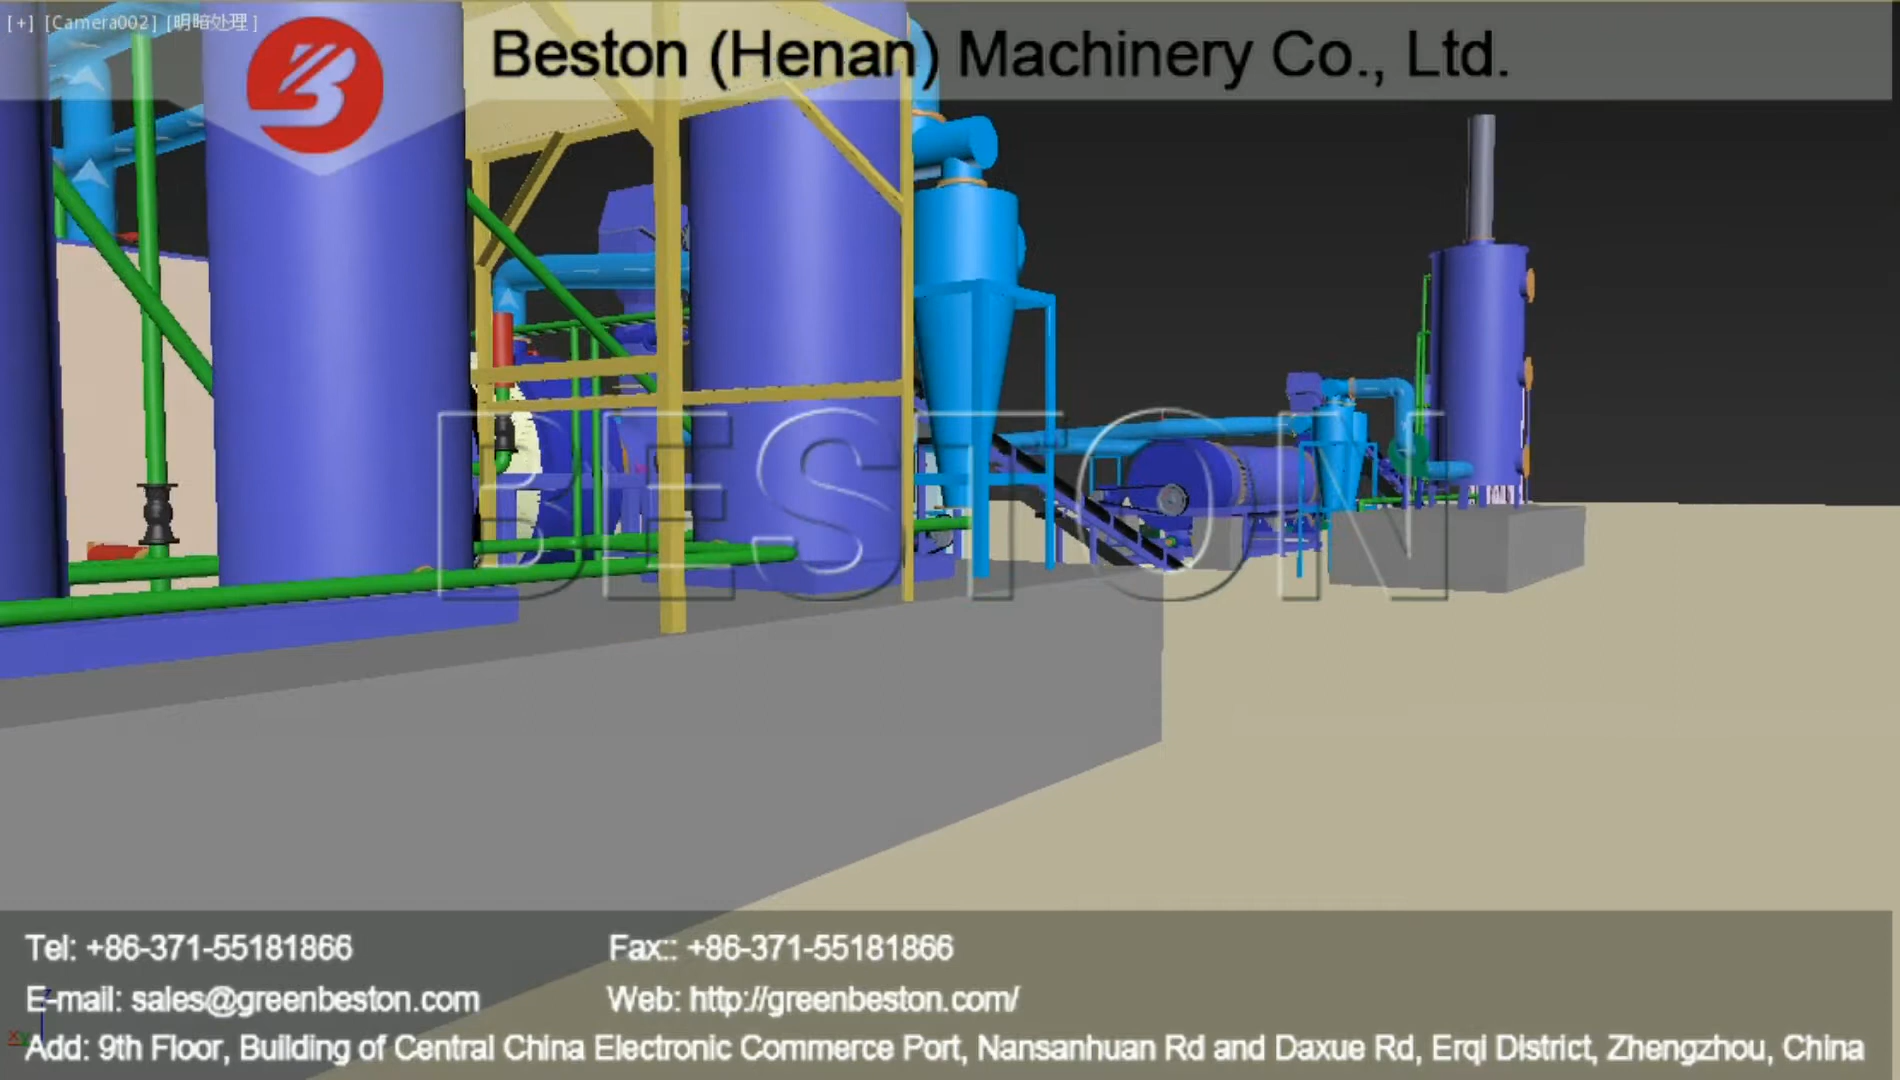 [+] [Camera002] [明暗处理]
Beston (Henan) Machinery Co., Ltd.
BESTON
Tel: +86-371-55181866 Fax:: +86-371-55181866
E-mail: sales@greenbeston.com Web: http://greenbeston.com/
Add: 9th Floor, Building of Central China Electronic Commerce Port, Nansanhuan Rd and Daxue Rd, Erqi District, Zhengzhou, China